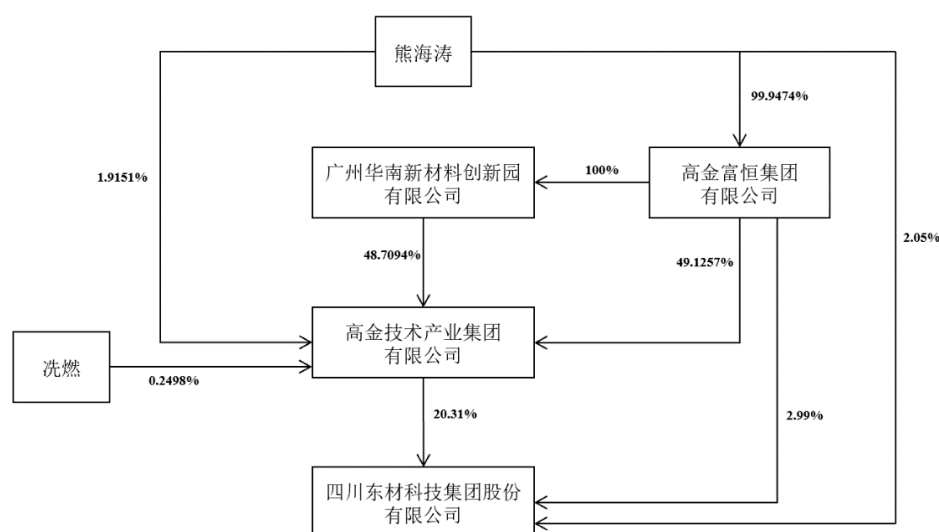 熊海涛
99.9474%
1.9151%
广州华南新材料创新园
有限公司
100%
高金富恒集团
有限公司
2.05%
48.7094%
49.1257%
高金技术产业集团
有限公司
冼燃
0.2498%
20.31%
2.99%
四川东材科技集团股份
有限公司